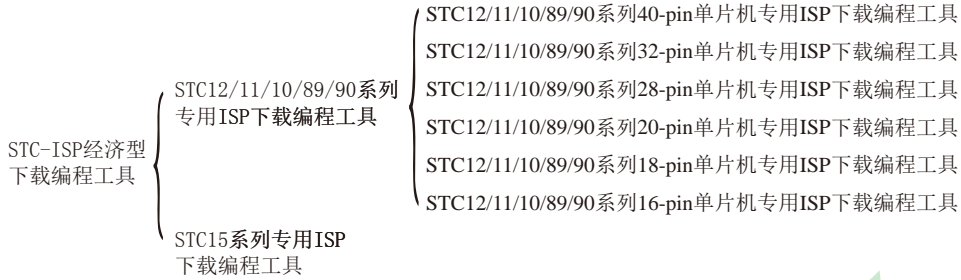 STC-ISP经济型
下载编程工具
STC12/11/10/89/90系列
专用ISP下载编程工具
STC12/11/10/89/90系列40-pin单片机专用ISP下载编程工具
STC12/11/10/89/90系列32-pin单片机专用ISP下载编程工具
STC12/11/10/89/90系列28-pin单片机专用ISP下载编程工具
STC12/11/10/89/90系列20-pin单片机专用ISP下载编程工具
STC12/11/10/89/90系列18-pin单片机专用ISP下载编程工具
STC12/11/10/89/90系列16-pin单片机专用ISP下载编程工具
STC15系列专用ISP
下载编程工具